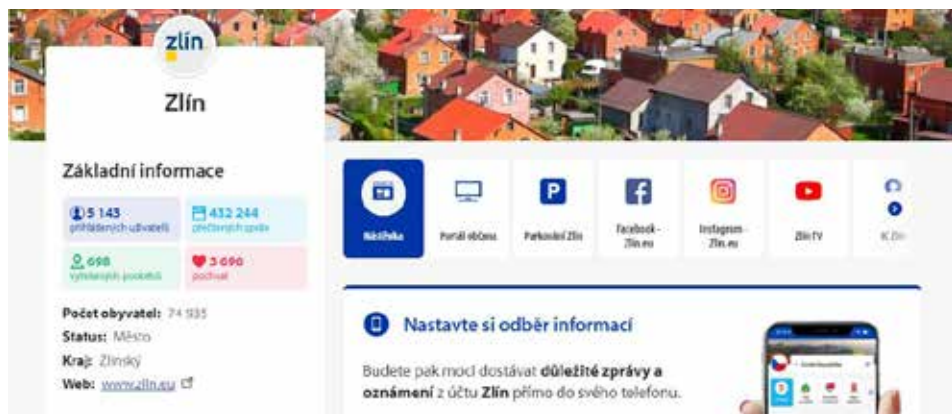 zlín
Zlín
Základní informace
5 143
přihlášených uživatelů
432 244
přečtených zpráv
698
vyřešených podnětů
3 690
pochval
Počet obyvatel: 74 935
Status: Město
Kraj: Zlínský
Web: www.zlin.eu
Nástěnka
Portál občana
Parkování Zlín
Facebook - Zlin.eu
Instagram - Zlin.eu
Zlín TV
Nastavte si odběr informací
Budete pak moci dostávat důležité zprávy a
oznámení z účtu Zlín přímo do svého telefonu.